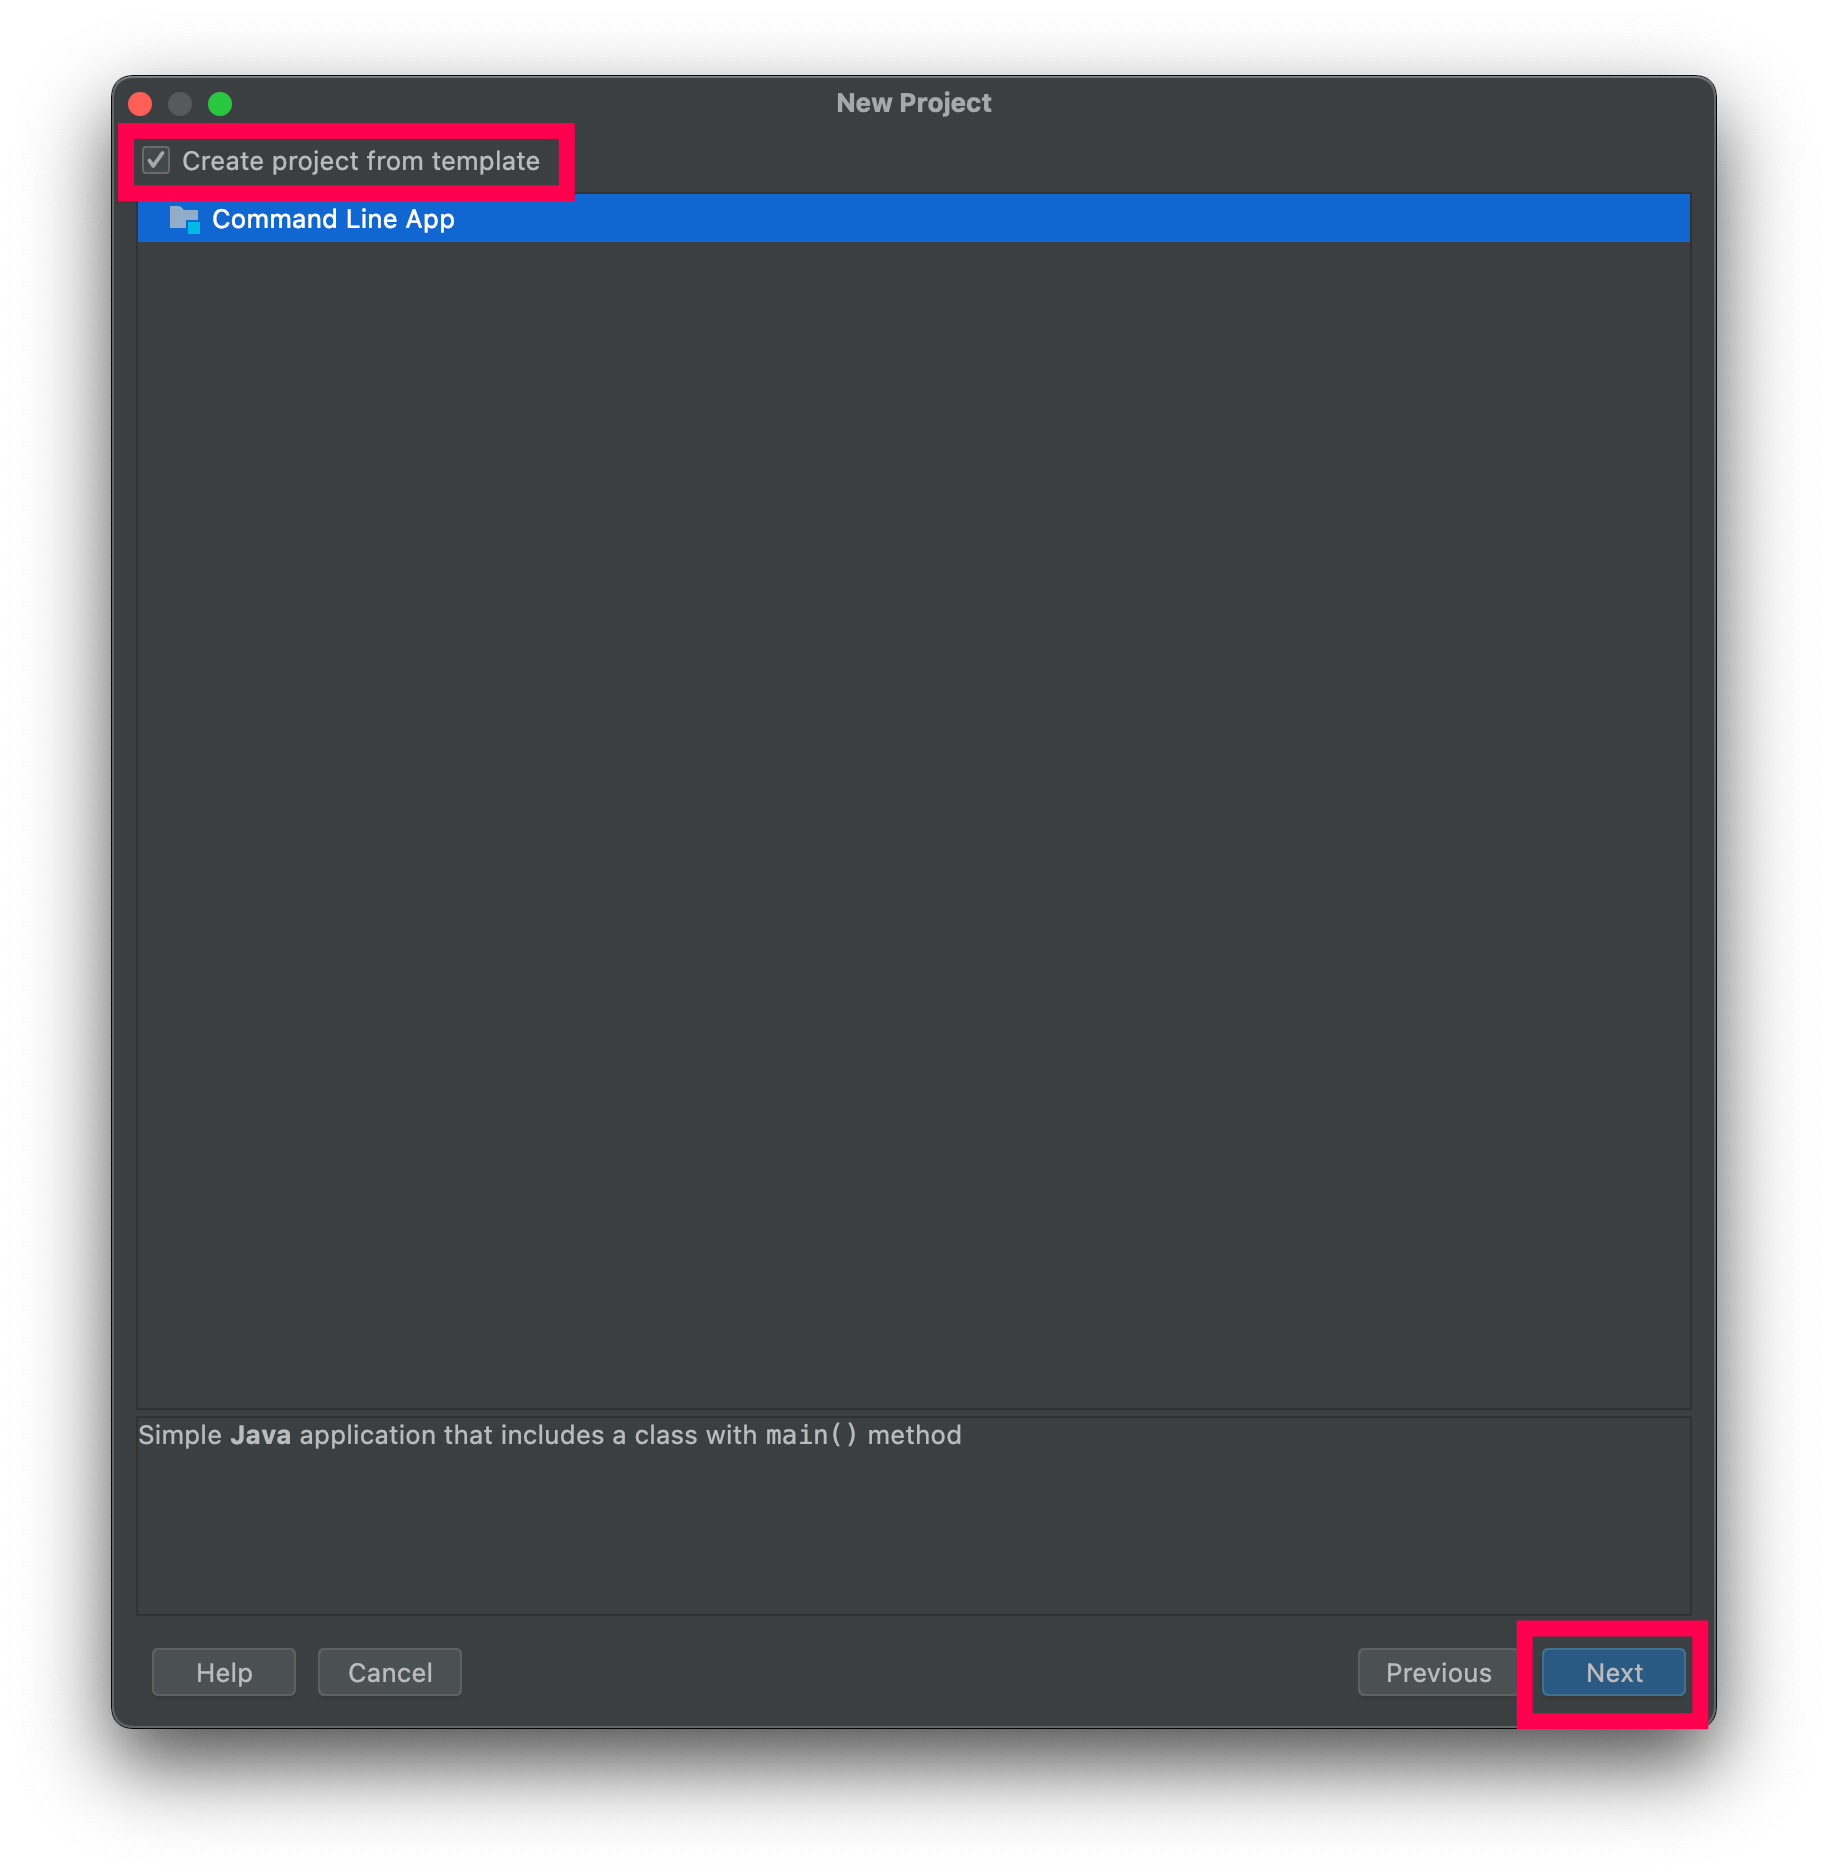 New Project
Create project from template
Command Line App
Simple Java application that includes a class with main() method
Help Cancel Previous Next